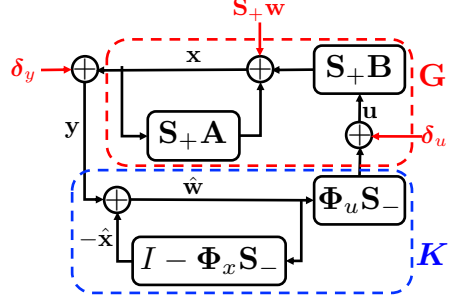 S₊w
x
S₊B
G
δ_y
S₊A
u
δ_u
y
ŵ
Φ_uS₋
−x̂
I − Φ_xS₋
K